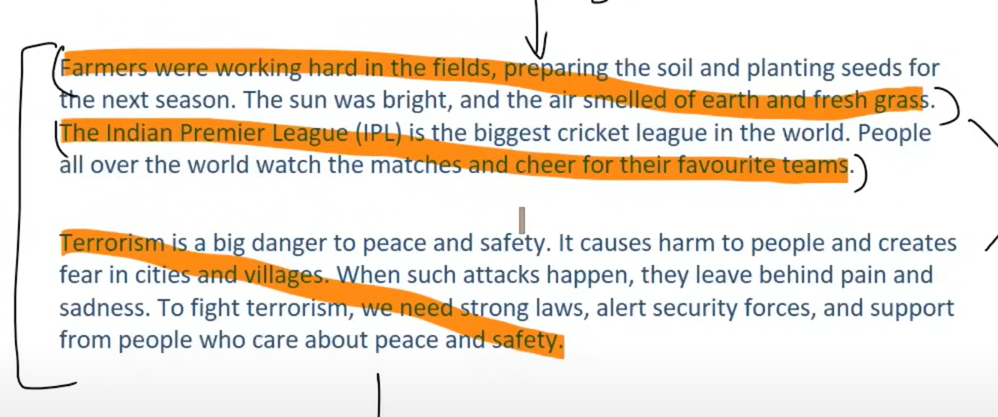 Farmers were working hard in the fields, preparing the soil and planting seeds for
the next season. The sun was bright, and the air smelled of earth and fresh grass.
The Indian Premier League (IPL) is the biggest cricket league in the world. People
all over the world watch the matches and cheer for their favourite teams.
Terrorism is a big danger to peace and safety. It causes harm to people and creates
fear in cities and villages. When such attacks happen, they leave behind pain and
sadness. To fight terrorism, we need strong laws, alert security forces, and support
from people who care about peace and safety.